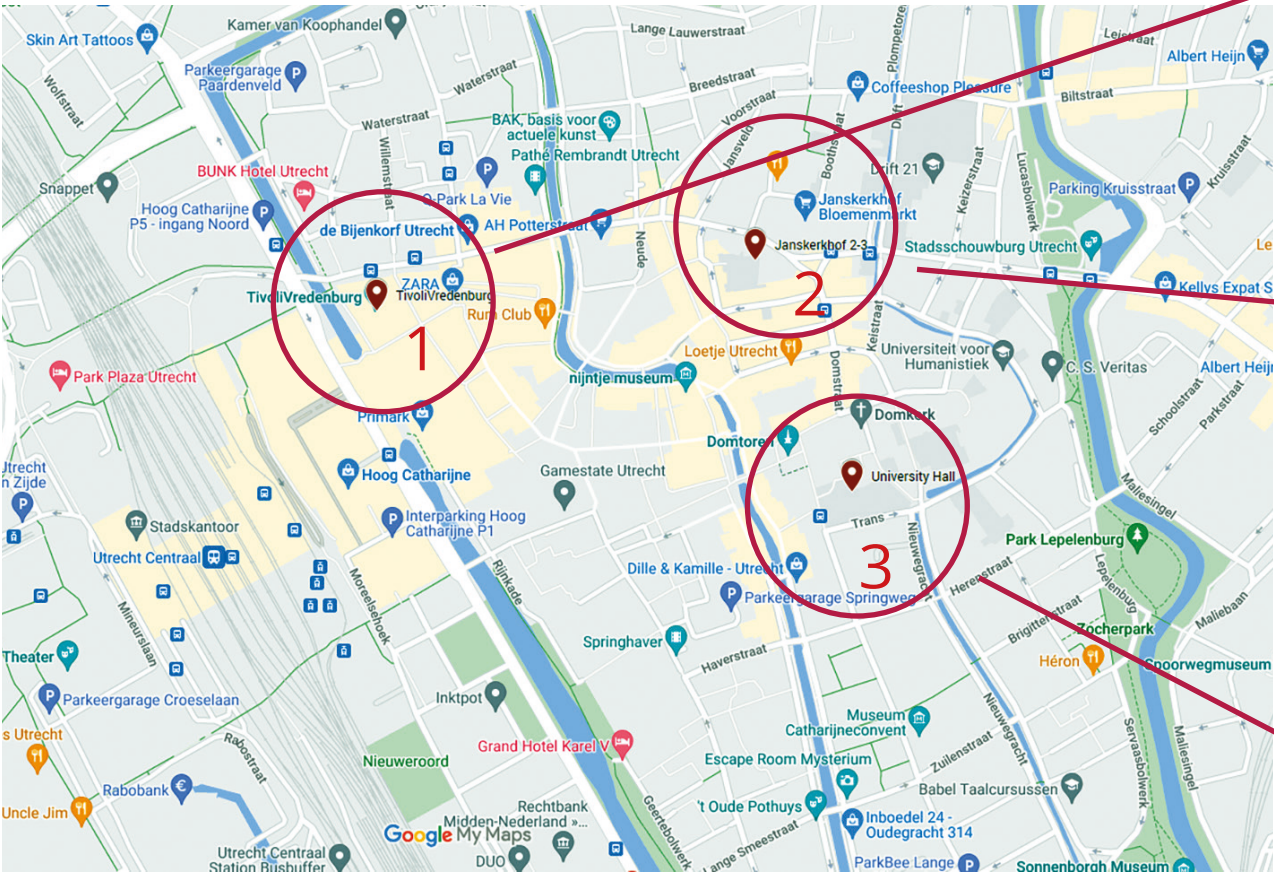 Kamer van Koophandel
Skin Art Tattoos
Lange Lauwerstraat
Plompetore
Leistraat
Albert Heijn
Parkeergarage
Paardenveld
Wolfstraat
Waterstraat
Breedstraat
Coffeeshop Pleasure
Biltstraat
Voorstraat
Drift
BAK, basis voor
actuele kunst
Waterstraat
Willemstraat
Jansveld
Boothstraat
Pathé Rembrandt Utrecht
BUNK Hotel Utrecht
Drift 21
Keizerstraat
Lucasbolwerk
Kruisstraat
Snappet
Q-Park La Vie
Parking Kruisstraat
Hoog Catharijne
P5 - ingang Noord
de Bijenkorf Utrecht
AH Potterstraat
Janskerkhof
Bloemenmarkt
Neude
Janskerkhof 2-3
Stadsschouwburg Utrecht
Le
ZARA
TivoliVredenburg
TivoliVredenburg
2
Kellys Expat S
Rum Club
1
Keistraat
Loetje Utrecht
Domstraat
Universiteit voor
Humanistiek
C. S. Veritas
Albert Heijn
Park Plaza Utrecht
nijntje museum
Schoolstraat
Parkstraat
Primark
Domkerk
Domtoren
Hoog Catharijne
Gamestate Utrecht
University Hall
Utrecht
n Zijde
Maliesingel
Stadskantoor
Interparking Hoog
Catharijne P1
Trans
Nieuwegracht
Park Lepelenburg
Utrecht Centraal
3
Dille & Kamille - Utrecht
Herenstraat
Rijnkade
Parkeergarage Springweg
Lepelenburg
Maliebaan
Moreelsehoek
Mineurslaan
Brigittenstraat
Zocherpark
Springhaver
Theater
Haverstraat
Héron
Spoorwegmuseum
Parkeergarage Croeselaan
Inktpot
Nieuwegracht
Museum
Catharijneconvent
Servaasbolwerk
Maliesingel
s Utrecht
Rabostraat
Grand Hotel Karel V
Nieuweroord
Escape Room Mysterium
Zuilenstraat
Rabobank
Babel Taalcursussen
Uncle Jim
't Oude Pothuys
Geertebolwerk
Rechtbank
Midden-Nederland »...
Google My Maps
Inboedel 24 -
Oudegracht 314
Lange Smeestraat
Utrecht Centraal
Station Busbuffer
DUO
ParkBee Lange
Sonnenborgh Museum